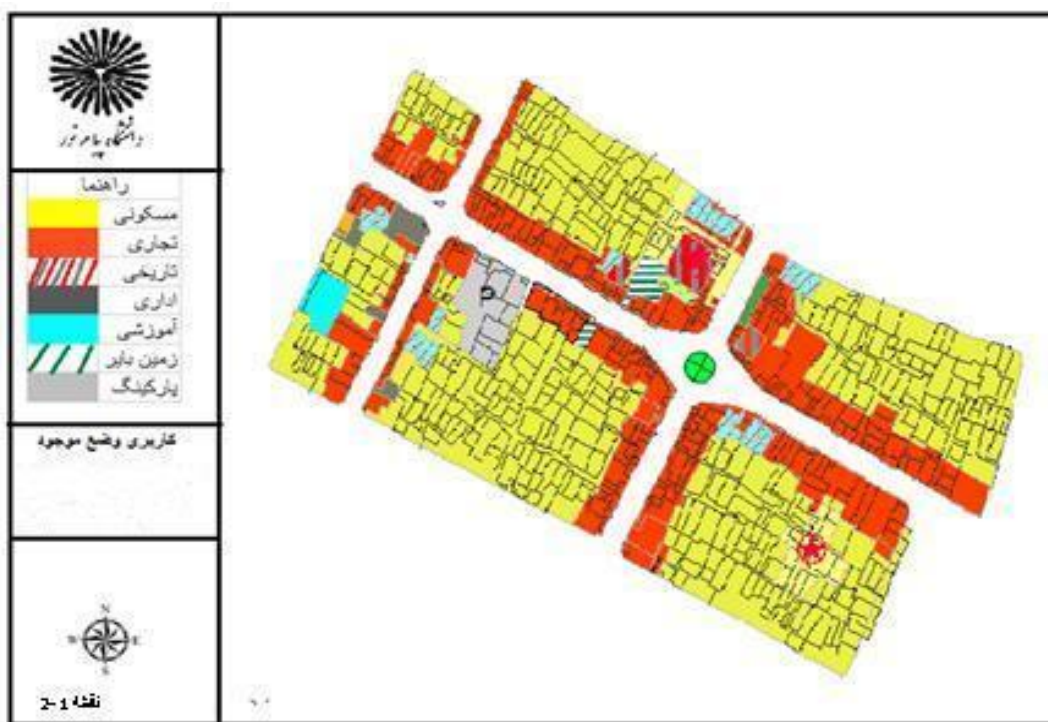 دانشگاه پیام نور
راهنما
مسکونی
تجاری
تاریخی
اداری
آموزشی
زمین بایر
پارکینگ
کاربری وضع موجود
N
W E
S
نقشه 1-2
P